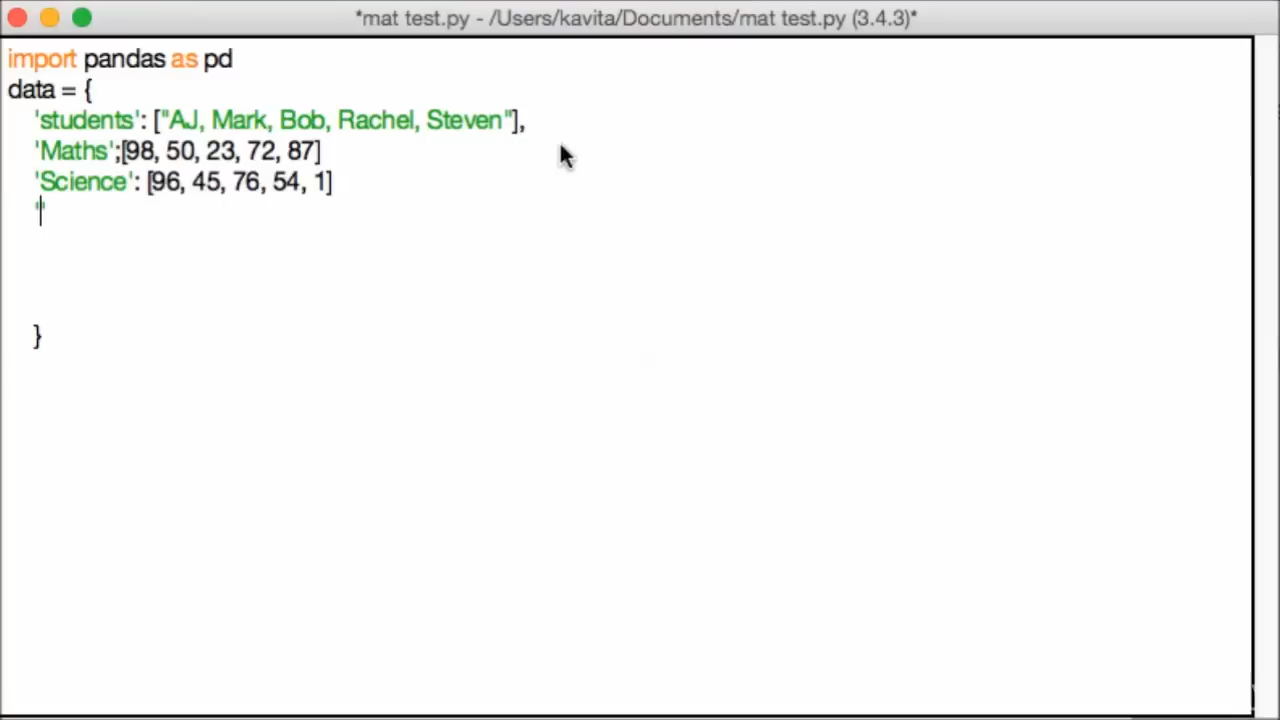 *mat test.py - /Users/kavita/Documents/mat test.py (3.4.3)*
import pandas as pd
data = {
'students': ["AJ, Mark, Bob, Rachel, Steven"],
'Maths';[98, 50, 23, 72, 87]
'Science': [96, 45, 76, 54, 1]
''
}